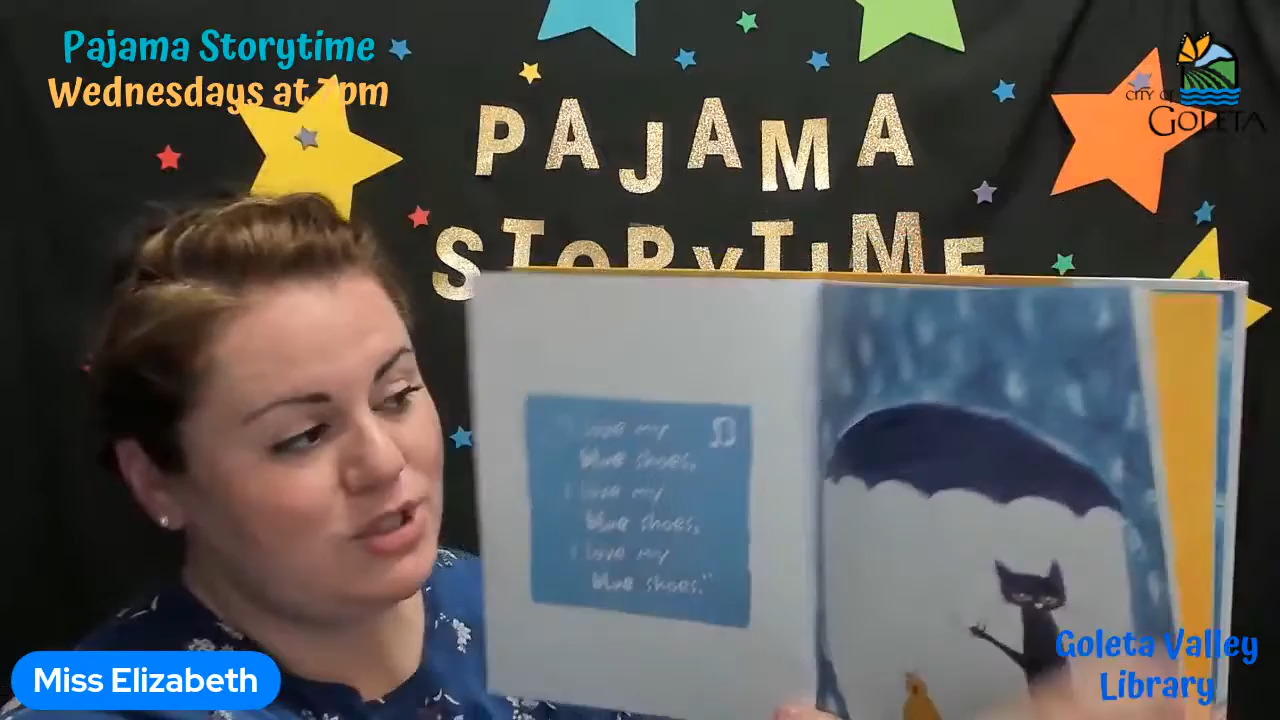 Pajama Storytime
Wednesdays at 7pm
CITY OF
GOLETA
PAJAMA
STORYTIME
love my
blue shoes,
I love my
blue shoes,
I love my
blue shoes."
Goleta Valley
Library
Miss Elizabeth